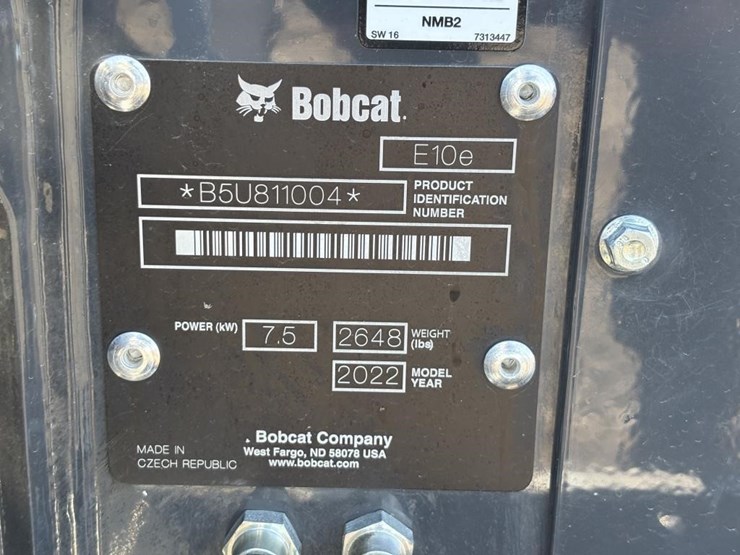 NMB2
SW 16 7313447
Bobcat.
E10e
*B5U811004*
PRODUCT
IDENTIFICATION
NUMBER
POWER (kW) 7.5
2648 WEIGHT
(lbs)
2022 MODEL
YEAR
Bobcat Company
West Fargo, ND 58078 USA
www.bobcat.com
MADE IN
CZECH REPUBLIC